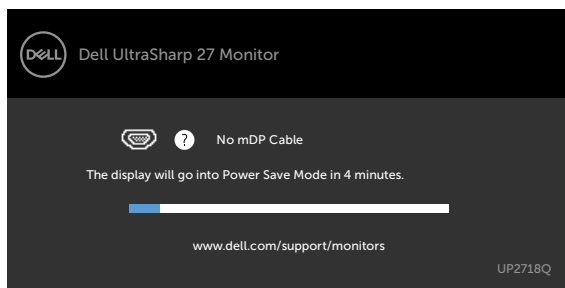 DELL
Dell UltraSharp 27 Monitor
? No mDP Cable
The display will go into Power Save Mode in 4 minutes.
www.dell.com/support/monitors
UP2718Q